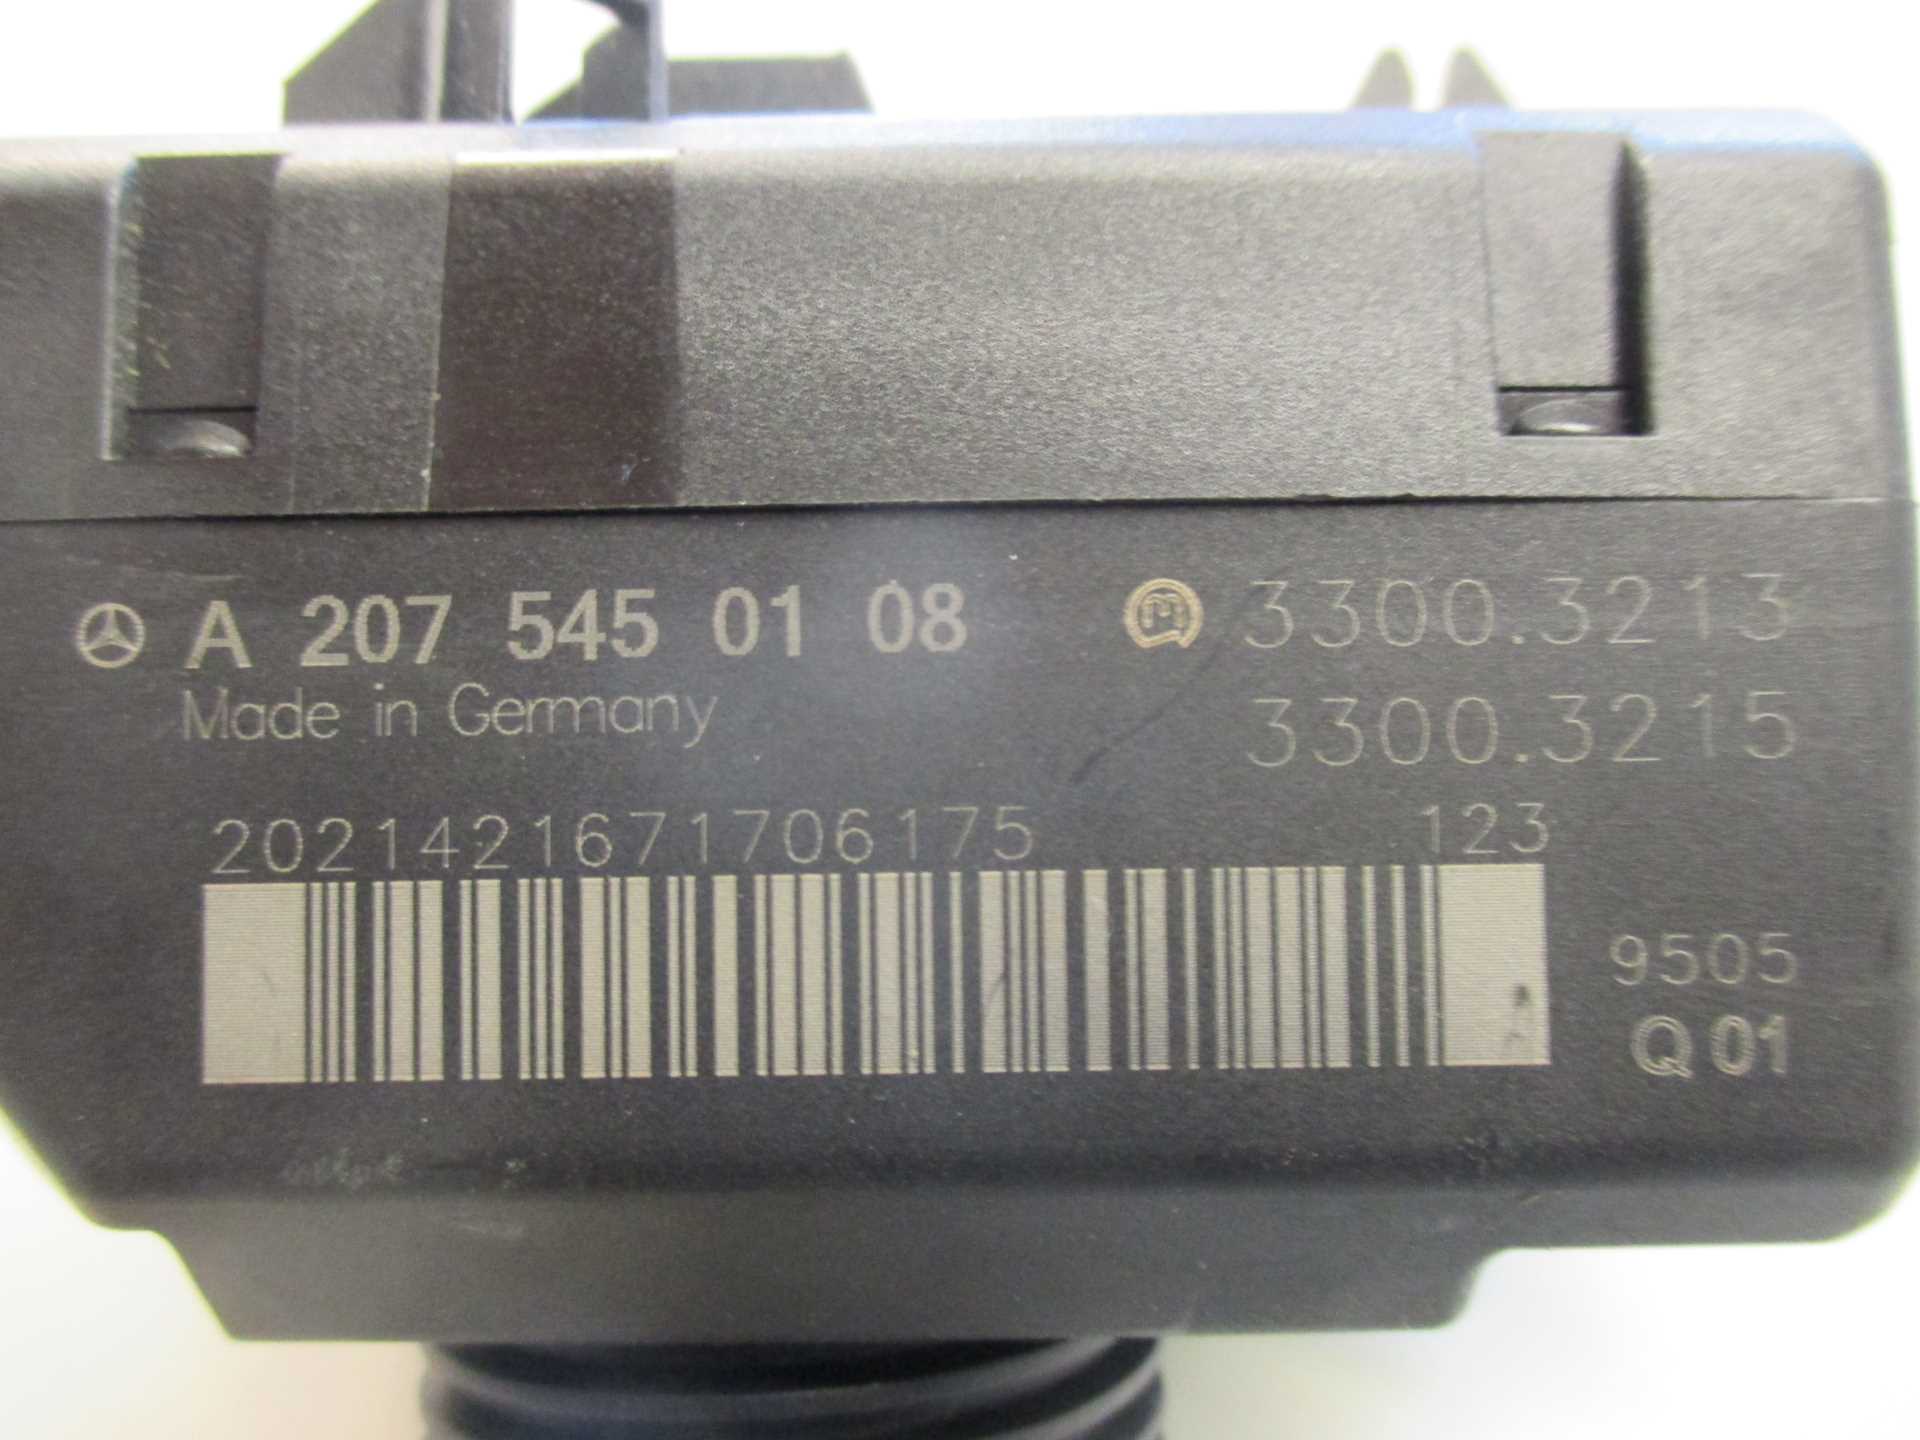 A 207 545 01 08
Made in Germany
M 3300.3213
3300.3215
2021421671706175 123
9505
Q 01